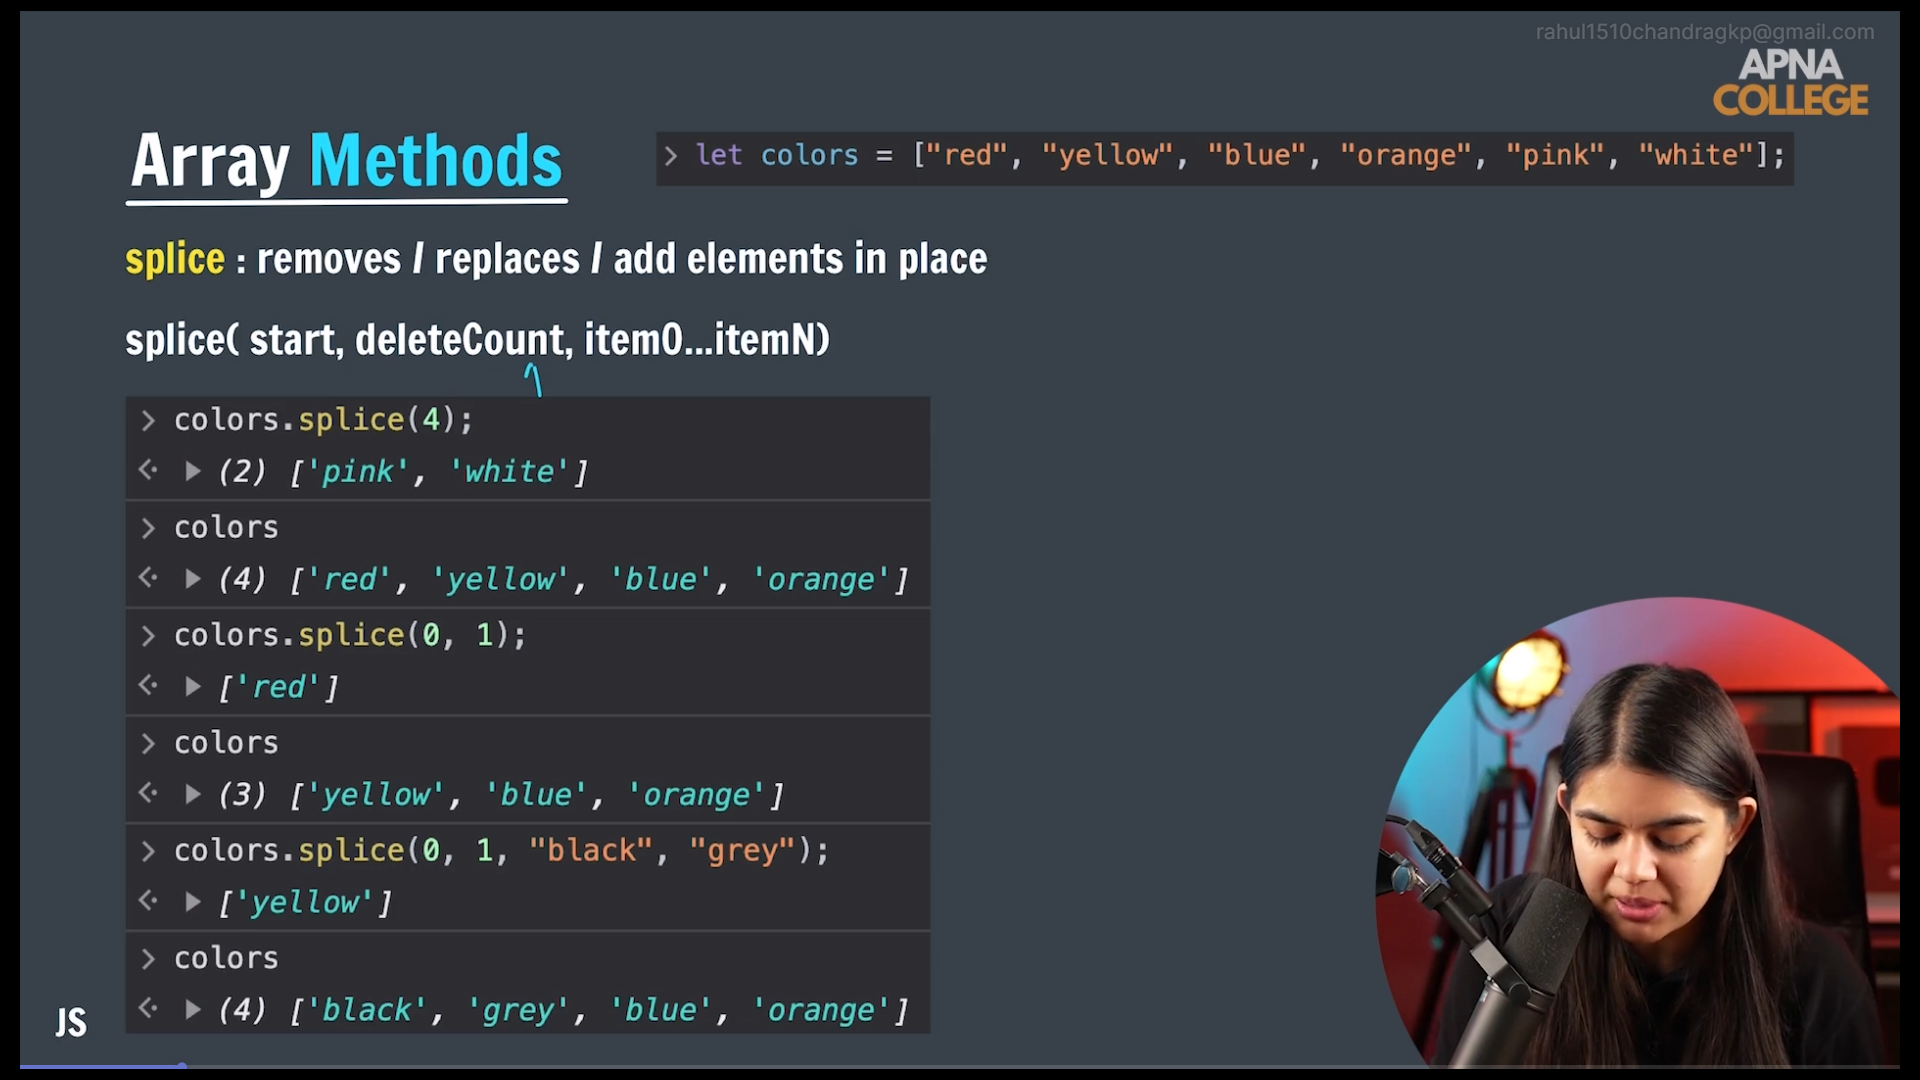 rahul1510chandragkp@gmail.com
APNA
COLLEGE
Array Methods
> let colors = ["red", "yellow", "blue", "orange", "pink", "white"];
splice : removes / replaces / add elements in place
splice( start, deleteCount, item0...itemN)
> colors.splice(4);
(2) ['pink', 'white']
> colors
(4) ['red', 'yellow', 'blue', 'orange']
> colors.splice(0, 1);
['red']
> colors
(3) ['yellow', 'blue', 'orange']
> colors.splice(0, 1, "black", "grey");
['yellow']
> colors
(4) ['black', 'grey', 'blue', 'orange']
JS